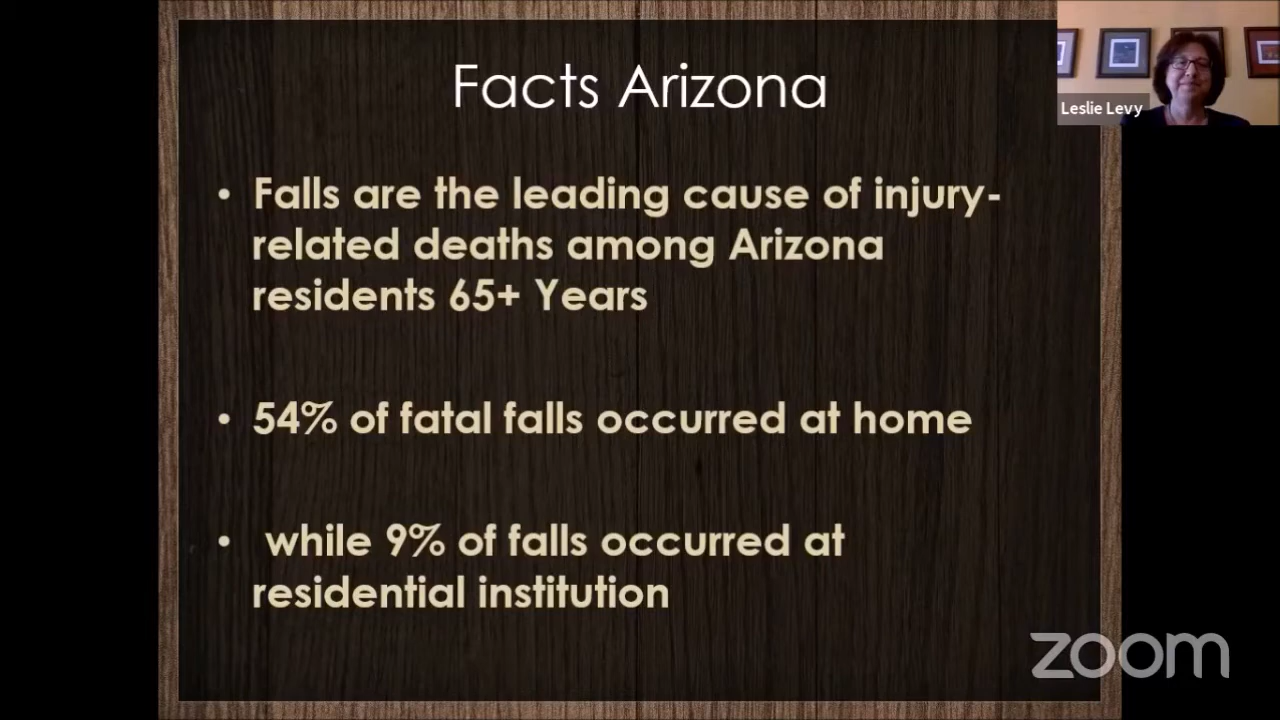 Facts Arizona
Leslie Levy
• Falls are the leading cause of injury-
related deaths among Arizona
residents 65+ Years
• 54% of fatal falls occurred at home
• while 9% of falls occurred at
residential institution
zoom